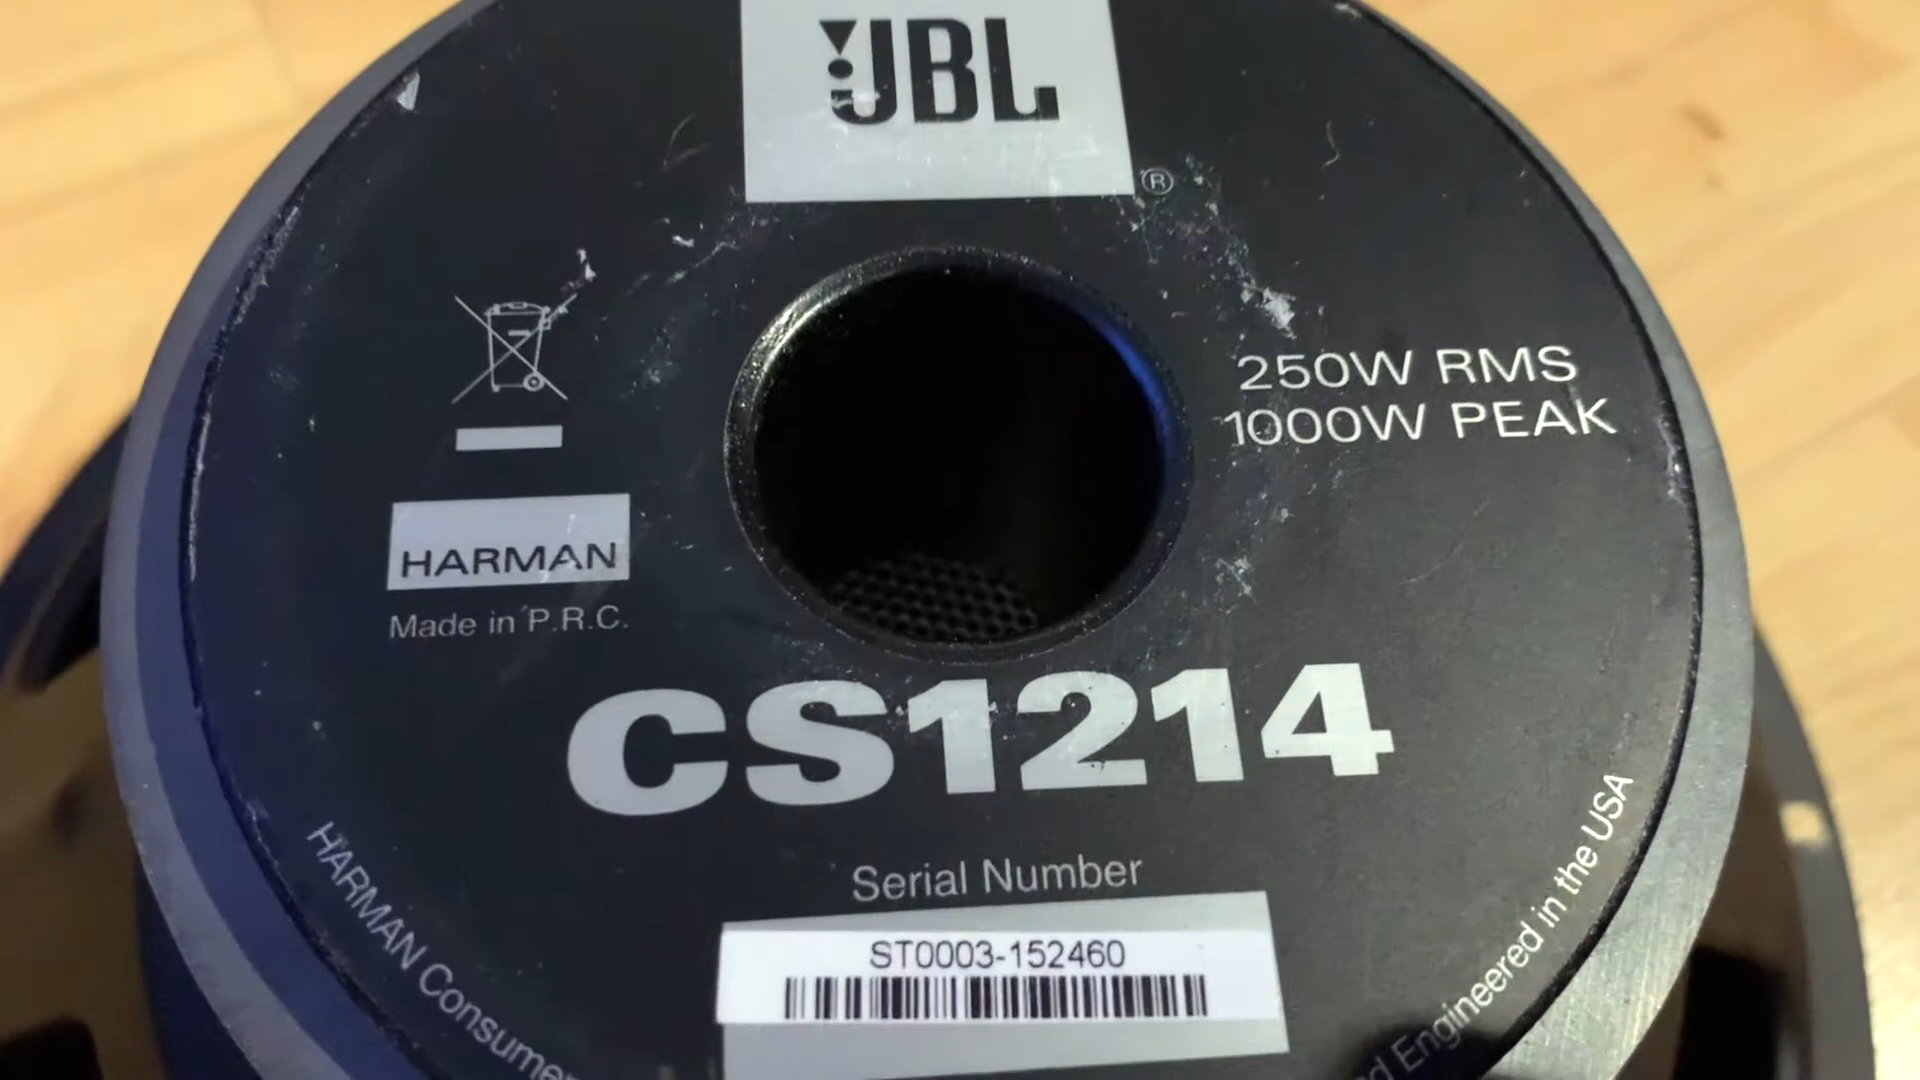 JBL
®
250W RMS
1000W PEAK
HARMAN
Made in P.R.C.
CS1214
Serial Number
ST0003-152460
HARMAN Consumer
Engineered in the USA